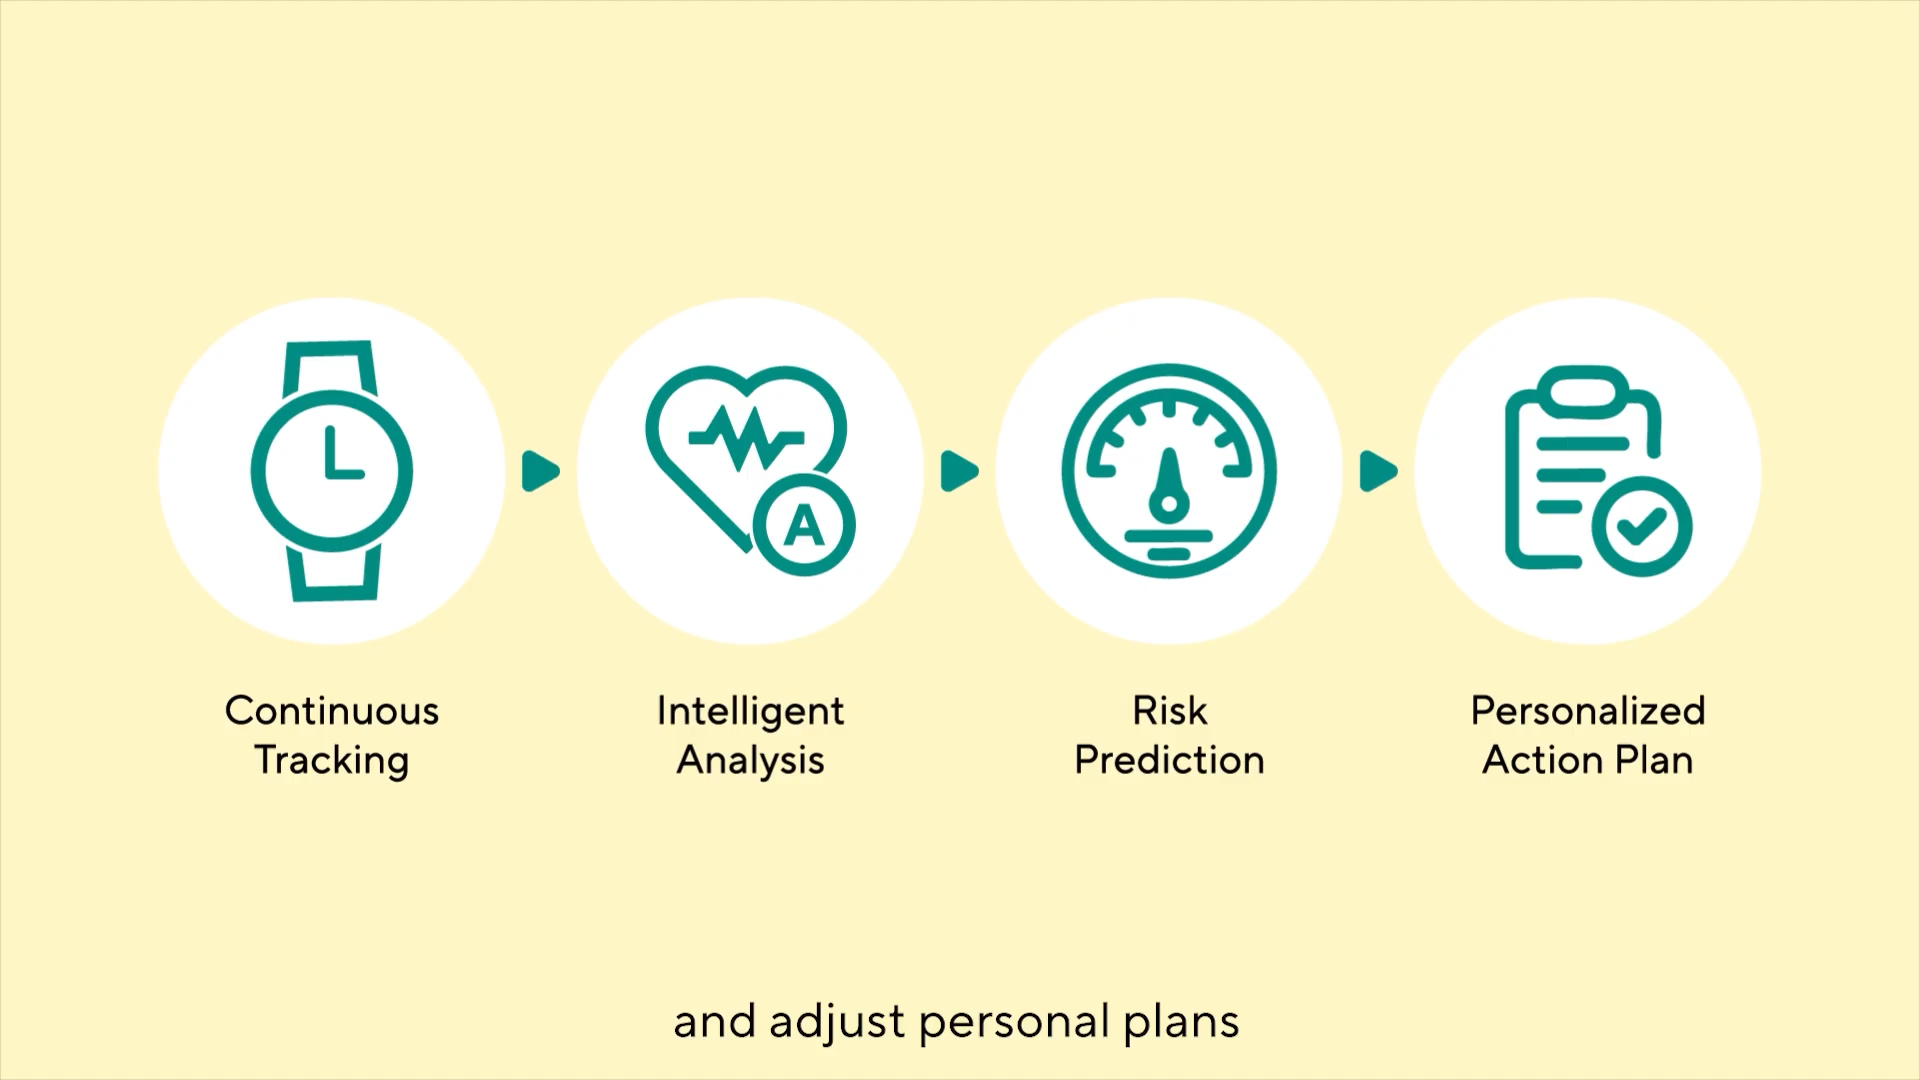 A
Continuous
Tracking
Intelligent
Analysis
Risk
Prediction
Personalized
Action Plan
and adjust personal plans